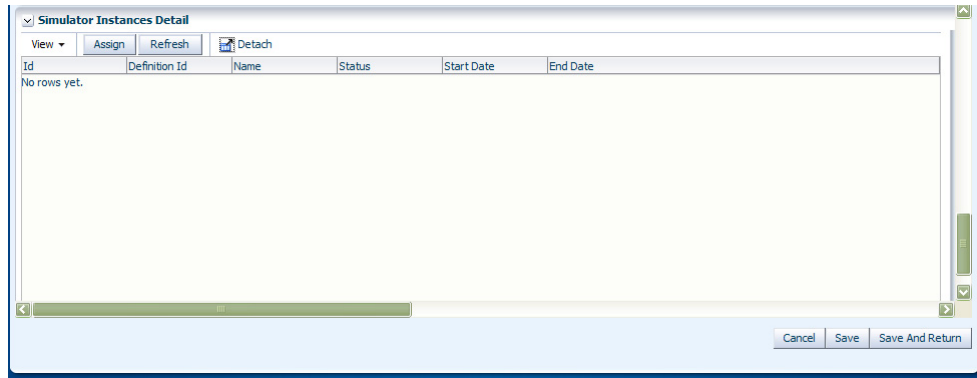 Simulator Instances Detail
View Assign Refresh Detach
Id Definition Id Name Status Start Date End Date
No rows yet.
Cancel Save Save And Return